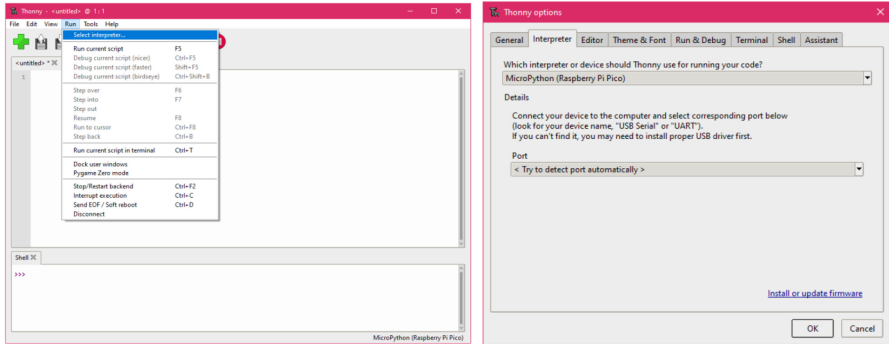 Thonny - <untitled> @ 1:1
File Edit View Run Tools Help
Select interpreter...
Run current script F5
Debug current script (nicer) Ctrl+F5
Debug current script (faster) Shift+F5
Debug current script (birdseye) Ctrl+Shift+B
Step over F6
Step into F7
Step out
Resume F8
Run to cursor Ctrl+F8
Step back Ctrl+B
Run current script in terminal Ctrl+T
Dock user windows
Pygame Zero mode
Stop/Restart backend Ctrl+F2
Interrupt execution Ctrl+C
Send EOF / Soft reboot Ctrl+D
Disconnect
<untitled> *
1
Shell
>>>
MicroPython (Raspberry Pi Pico)
Thonny options
General Interpreter Editor Theme & Font Run & Debug Terminal Shell Assistant
Which interpreter or device should Thonny use for running your code?
MicroPython (Raspberry Pi Pico)
Details
Connect your device to the computer and select corresponding port below
(look for your device name, "USB Serial" or "UART").
If you can't find it, you may need to install proper USB driver first.
Port
< Try to detect port automatically >
Install or update firmware
OK Cancel